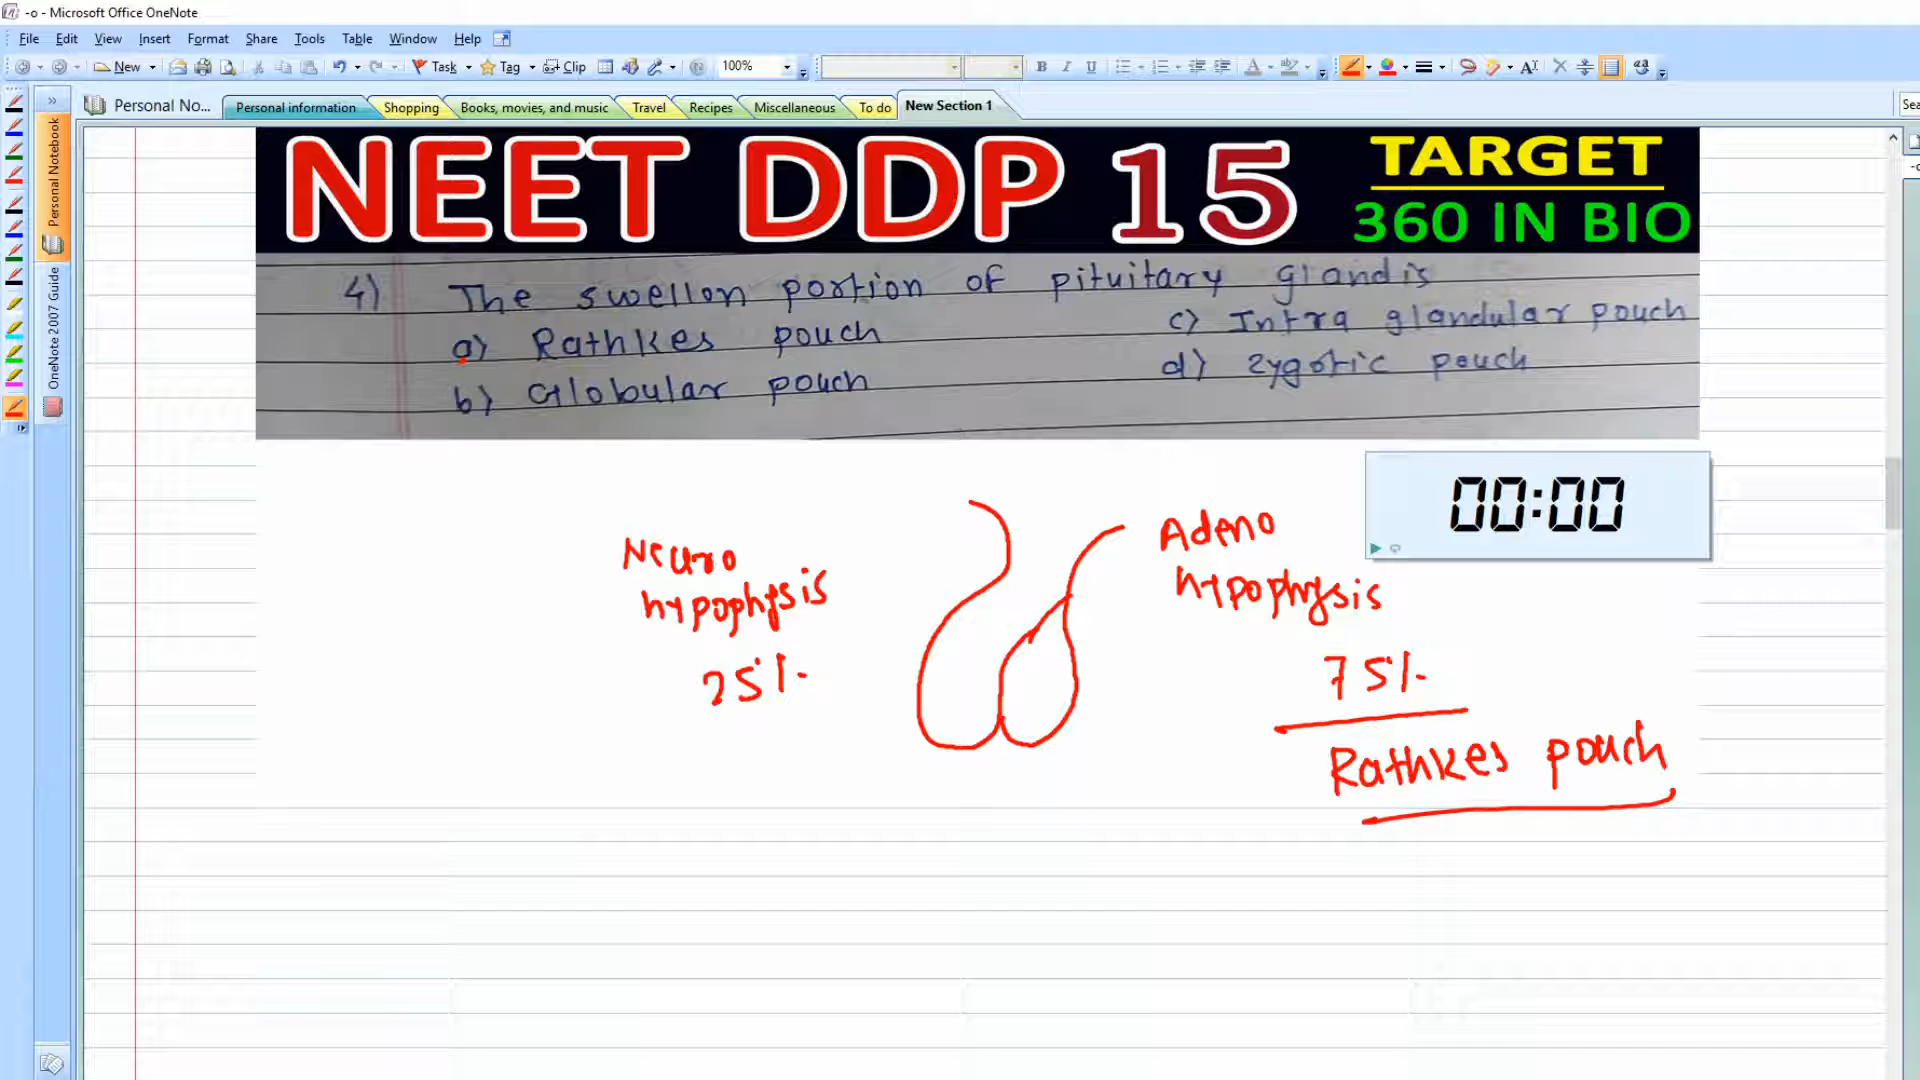 -o - Microsoft Office OneNote
File Edit View Insert Format Share Tools Table Window Help
New Task Tag Clip 100% B I U
Personal No... Personal information Shopping Books, movies, and music Travel Recipes Miscellaneous To do New Section 1 Sea
Personal Notebook
OneNote 2007 Guide
NEET DDP 15 TARGET
360 IN BIO
4) The swellon portion of pituitary glandis
a) Rathkes pouch c) Intra glandular pouch
b) Globular pouch d) Zygotic pouch
00:00
Neuro
hypophysis
25%
Adeno
hypophysis
75%
Rathkes pouch